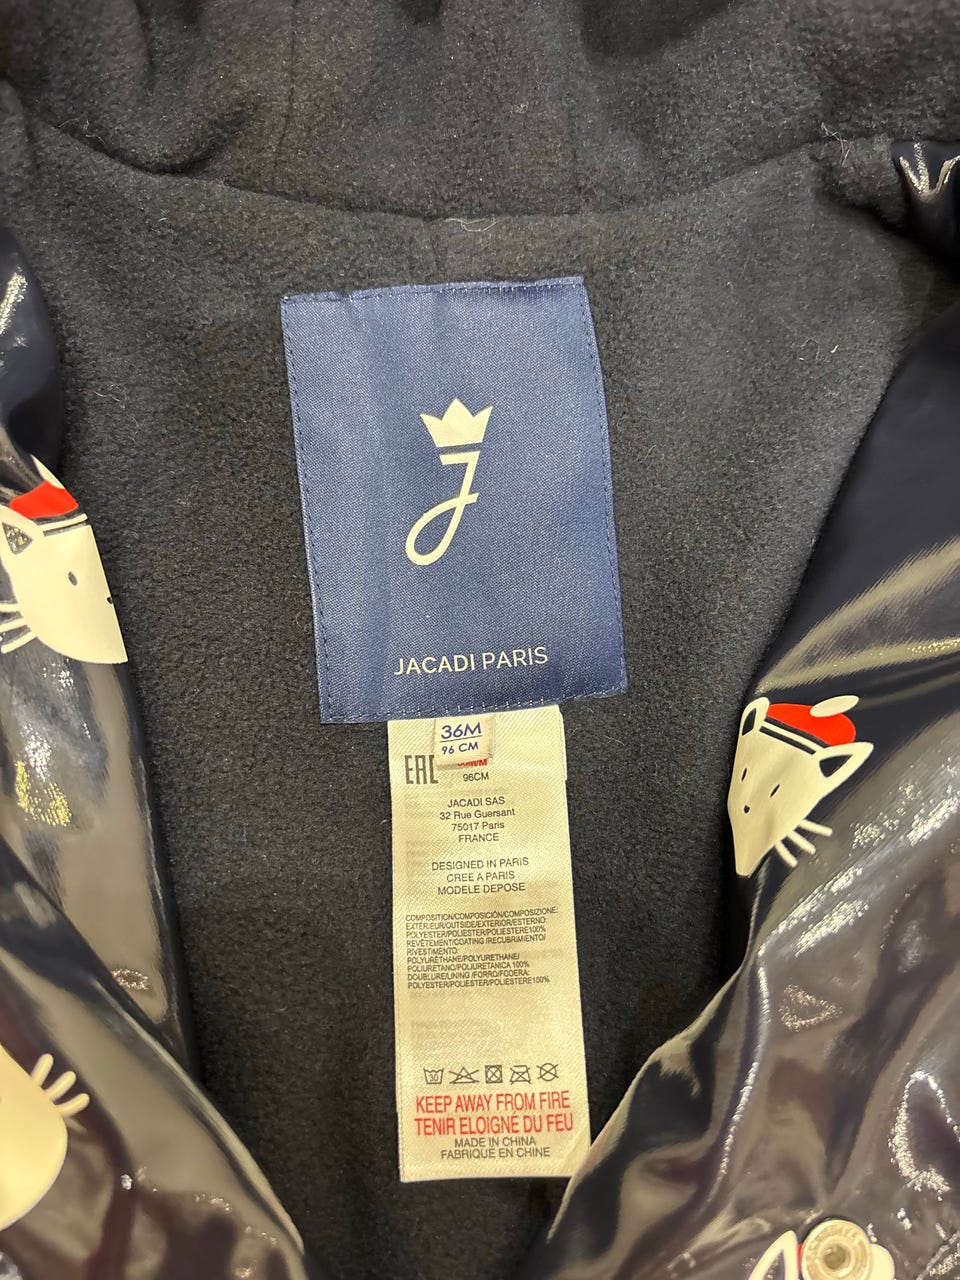 J
JACADI PARIS
36M
96 CM
EAC
96CM
JACADI SAS
32 Rue Guersant
75017 Paris
FRANCE
DESIGNED IN PARIS
CREE A PARIS
MODELE DEPOSE
COMPOSITION/COMPOSICIÓN/COMPOSIZIONE:
EXTÉRIEUR/OUTSIDE/EXTERIOR/ESTERNO:
POLYESTER/POLIESTER/POLIESTERE100%
REVÊTEMENT/COATING /RECUBRIMIENTO/
RIVESTIMENTO:
POLYURÉTHANE/POLYURETHANE/
POLIURETANO/POLIURETANICA 100%
DOUBLURE/LINING /FORRO/FODERA:
POLYESTER/POLIESTER/POLIESTERE100%
30
KEEP AWAY FROM FIRE
TENIR ELOIGNÉ DU FEU
MADE IN CHINA
FABRIQUÉ EN CHINE